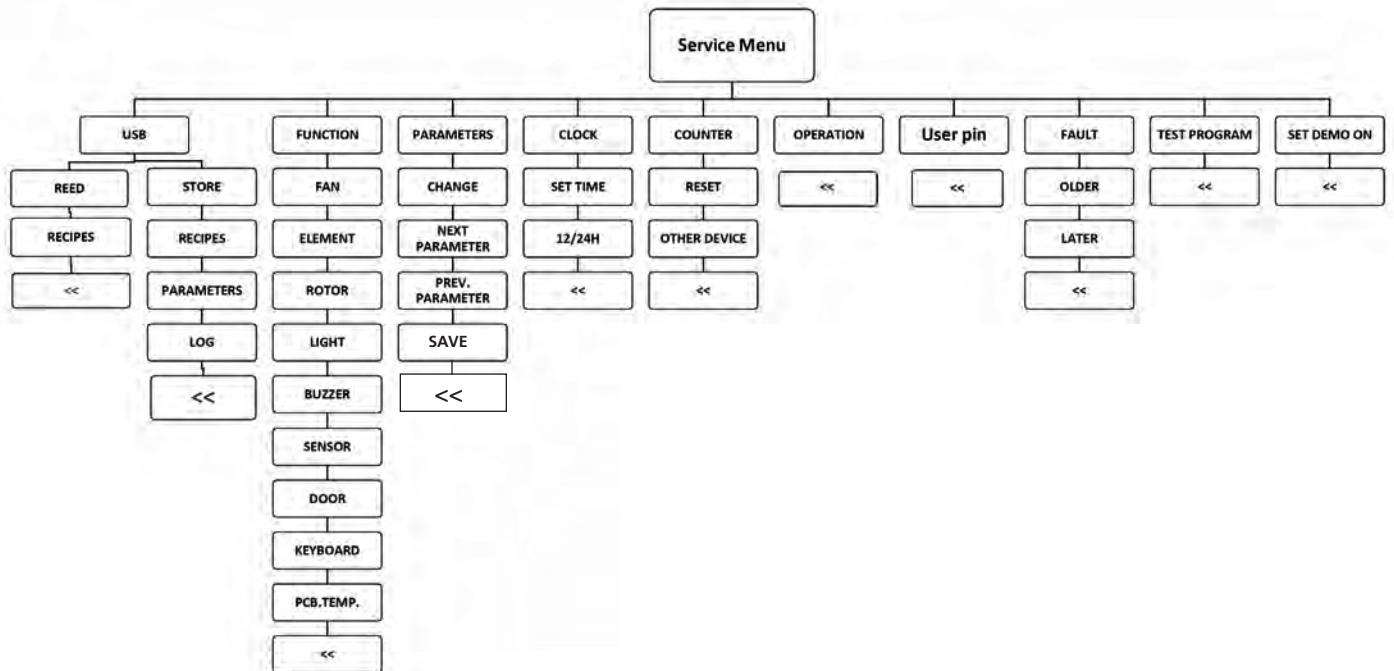 Service Menu
USB
FUNCTION
PARAMETERS
CLOCK
COUNTER
OPERATION
User pin
FAULT
TEST PROGRAM
SET DEMO ON
REED
STORE
FAN
CHANGE
SET TIME
RESET
<<
<<
OLDER
<<
<<
RECIPES
RECIPES
ELEMENT
NEXT
PARAMETER
12/24H
OTHER DEVICE
LATER
<<
PARAMETERS
ROTOR
PREV.
PARAMETER
<<
<<
<<
LOG
LIGHT
SAVE
<<
BUZZER
<<
SENSOR
DOOR
KEYBOARD
PCB.TEMP.
<<